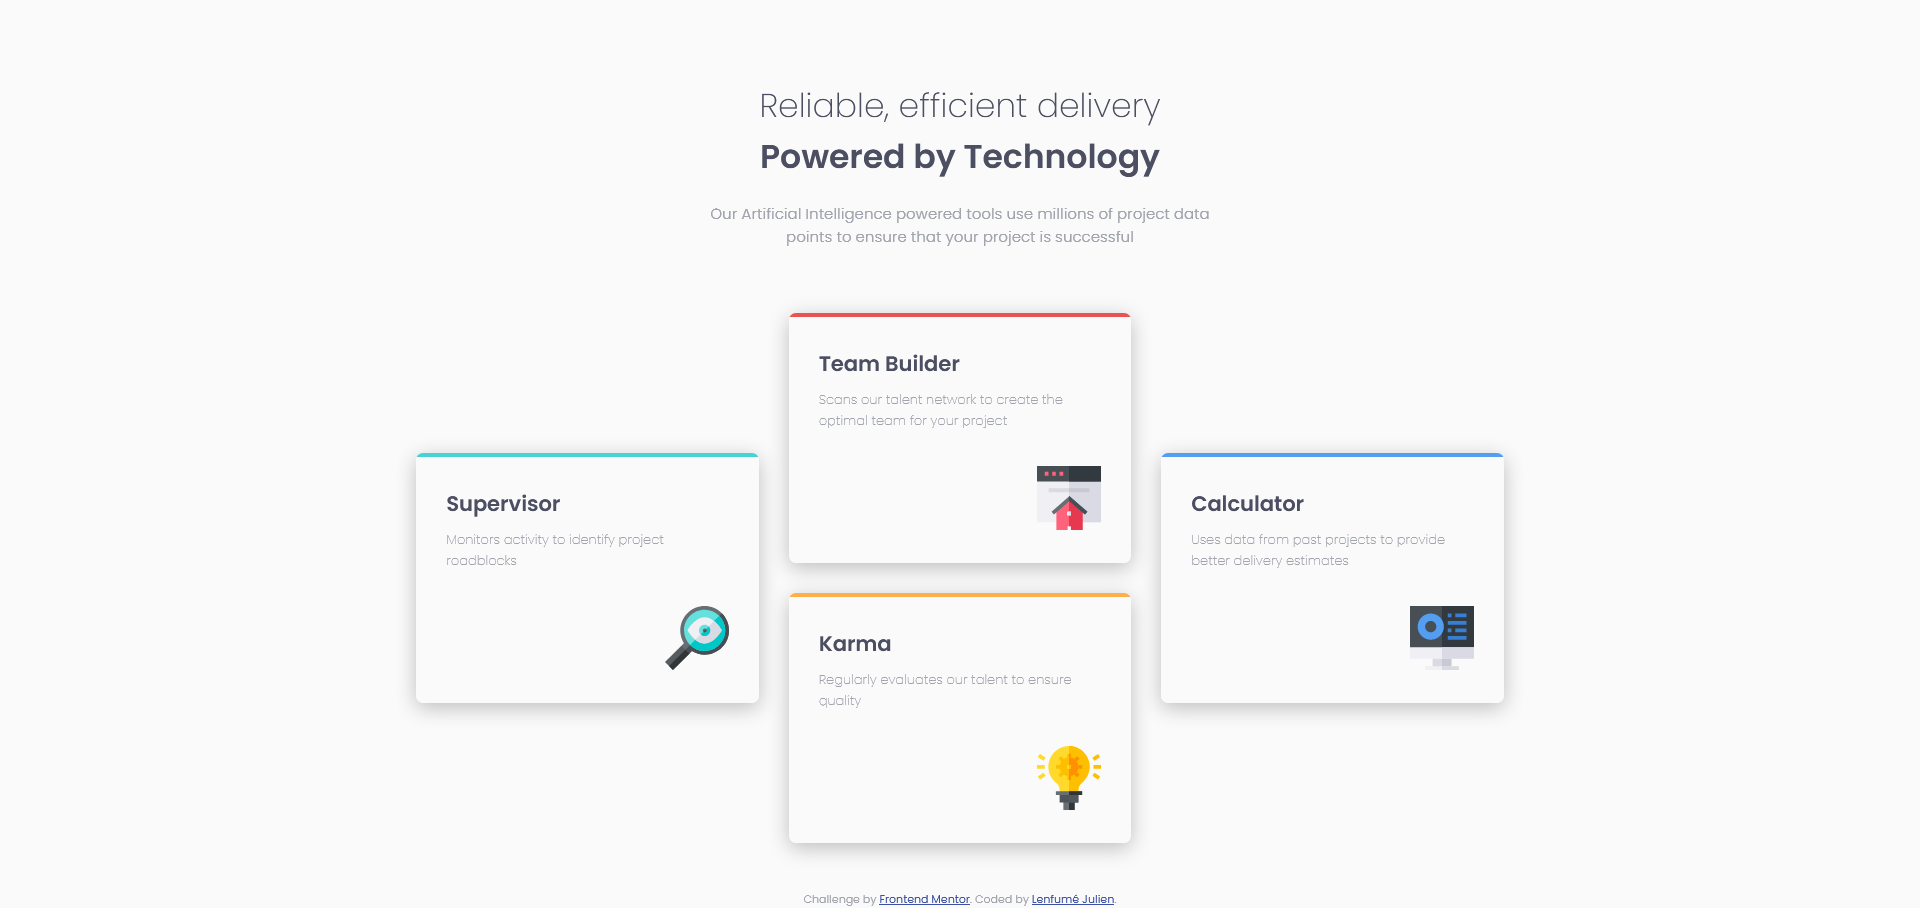 Reliable, efficient delivery
Powered by Technology
Our Artificial Intelligence powered tools use millions of project data
points to ensure that your project is successful
Supervisor
Monitors activity to identify project
roadblocks
Team Builder
Scans our talent network to create the
optimal team for your project
Karma
Regularly evaluates our talent to ensure
quality
Calculator
Uses data from past projects to provide
better delivery estimates
Challenge by Frontend Mentor. Coded by Lenfumé Julien.